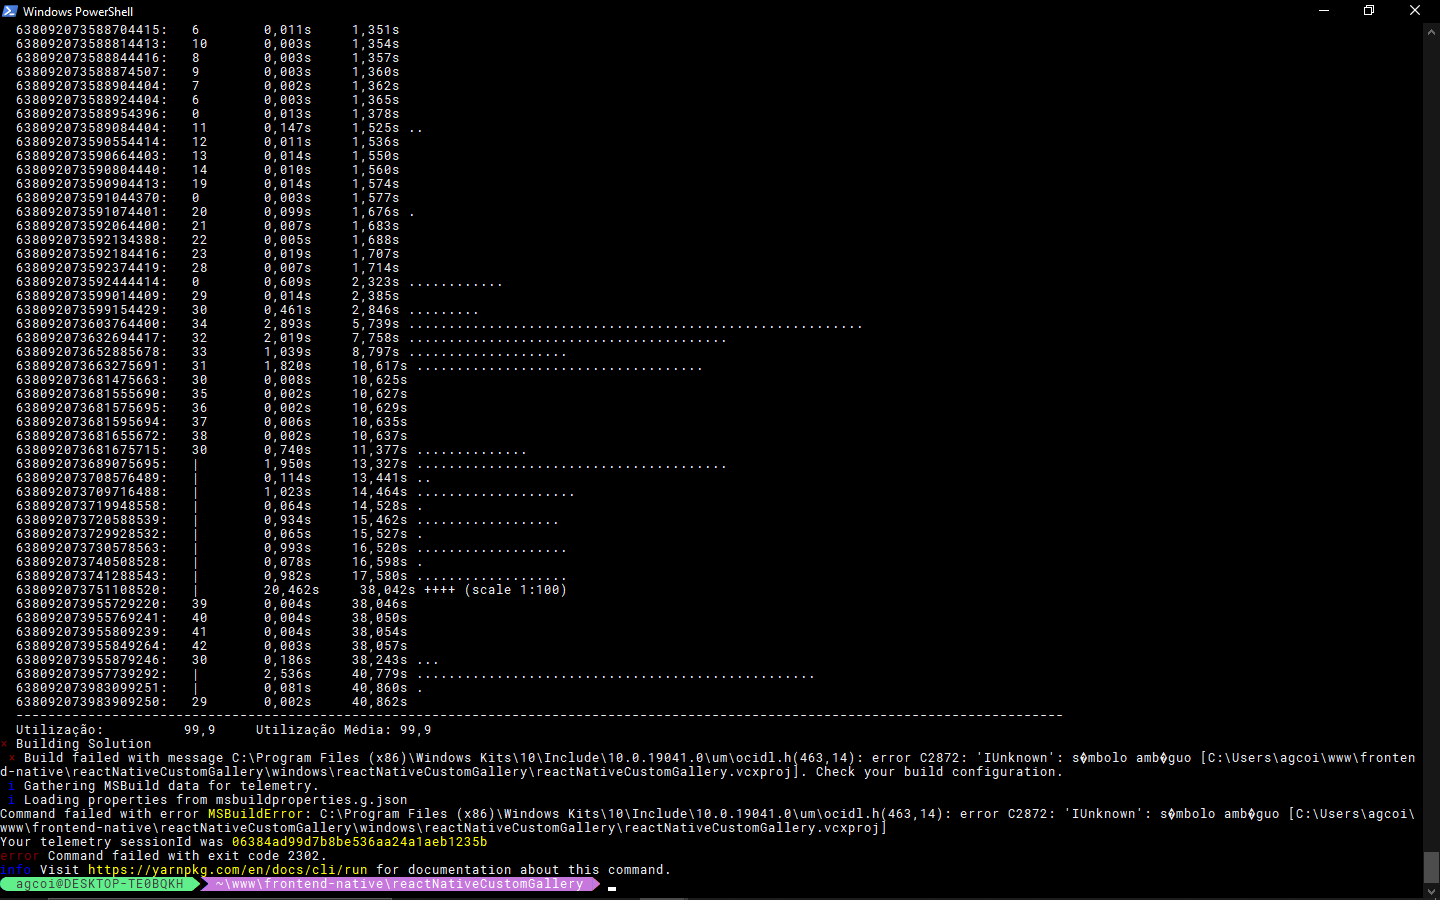 Windows PowerShell
638092073588704415: 6 0,011s 1,351s
638092073588814413: 10 0,003s 1,354s
638092073588844416: 8 0,003s 1,357s
638092073588874507: 9 0,003s 1,360s
638092073588904404: 7 0,002s 1,362s
638092073588924404: 6 0,003s 1,365s
638092073588954396: 0 0,013s 1,378s
638092073589084404: 11 0,147s 1,525s ..
638092073590554414: 12 0,011s 1,536s
638092073590664403: 13 0,014s 1,550s
638092073590804440: 14 0,010s 1,560s
638092073590904413: 19 0,014s 1,574s
638092073591044370: 0 0,003s 1,577s
638092073591074401: 20 0,099s 1,676s .
638092073592064400: 21 0,007s 1,683s
638092073592134388: 22 0,005s 1,688s
638092073592184416: 23 0,019s 1,707s
638092073592374419: 28 0,007s 1,714s
638092073592444414: 0 0,609s 2,323s ............
638092073599014409: 29 0,014s 2,385s
638092073599154429: 30 0,461s 2,846s .........
638092073603764400: 34 2,893s 5,739s .........................................................
638092073632694417: 32 2,019s 7,758s ........................................
638092073652885678: 33 1,039s 8,797s ....................
638092073663275691: 31 1,820s 10,617s ....................................
638092073681475663: 30 0,008s 10,625s
638092073681555690: 35 0,002s 10,627s
638092073681575695: 36 0,002s 10,629s
638092073681595694: 37 0,006s 10,635s
638092073681655672: 38 0,002s 10,637s
638092073681675715: 30 0,740s 11,377s ..............
638092073689075695: | 1,950s 13,327s .......................................
638092073708576489: | 0,114s 13,441s ..
638092073709716488: | 1,023s 14,464s ....................
638092073719948558: | 0,064s 14,528s .
638092073720588539: | 0,934s 15,462s ..................
638092073729928532: | 0,065s 15,527s .
638092073730578563: | 0,993s 16,520s ...................
638092073740508528: | 0,078s 16,598s .
638092073741288543: | 0,982s 17,580s ...................
638092073751108520: | 20,462s 38,042s ++++ (scale 1:100)
638092073955729220: 39 0,004s 38,046s
638092073955769241: 40 0,004s 38,050s
638092073955809239: 41 0,004s 38,054s
638092073955849264: 42 0,003s 38,057s
638092073955879246: 30 0,186s 38,243s ...
638092073957739292: | 2,536s 40,779s ..................................................
638092073983099251: | 0,081s 40,860s .
638092073983909250: 29 0,002s 40,862s
-----------------------------------------------------------------------------------------------------------------------------------
Utilização: 99,9 Utilização Média: 99,9
× Building Solution
× Build failed with message C:\Program Files (x86)\Windows Kits\10\Include\10.0.19041.0\um\ocidl.h(463,14): error C2872: 'IUnknown': s�mbolo amb�guo [C:\Users\agcoi\www\fronten
d-native\reactNativeCustomGallery\windows\reactNativeCustomGallery\reactNativeCustomGallery.vcxproj]. Check your build configuration.
i Gathering MSBuild data for telemetry.
i Loading properties from msbuildproperties.g.json
Command failed with error MSBuildError: C:\Program Files (x86)\Windows Kits\10\Include\10.0.19041.0\um\ocidl.h(463,14): error C2872: 'IUnknown': s�mbolo amb�guo [C:\Users\agcoi\
www\frontend-native\reactNativeCustomGallery\windows\reactNativeCustomGallery\reactNativeCustomGallery.vcxproj]
Your telemetry sessionId was 06384ad99d7b8be536aa24a1aeb1235b
error Command failed with exit code 2302.
info Visit https://yarnpkg.com/en/docs/cli/run for documentation about this command.
agcoi@DESKTOP-TE0BQKH ~\www\frontend-native\reactNativeCustomGallery